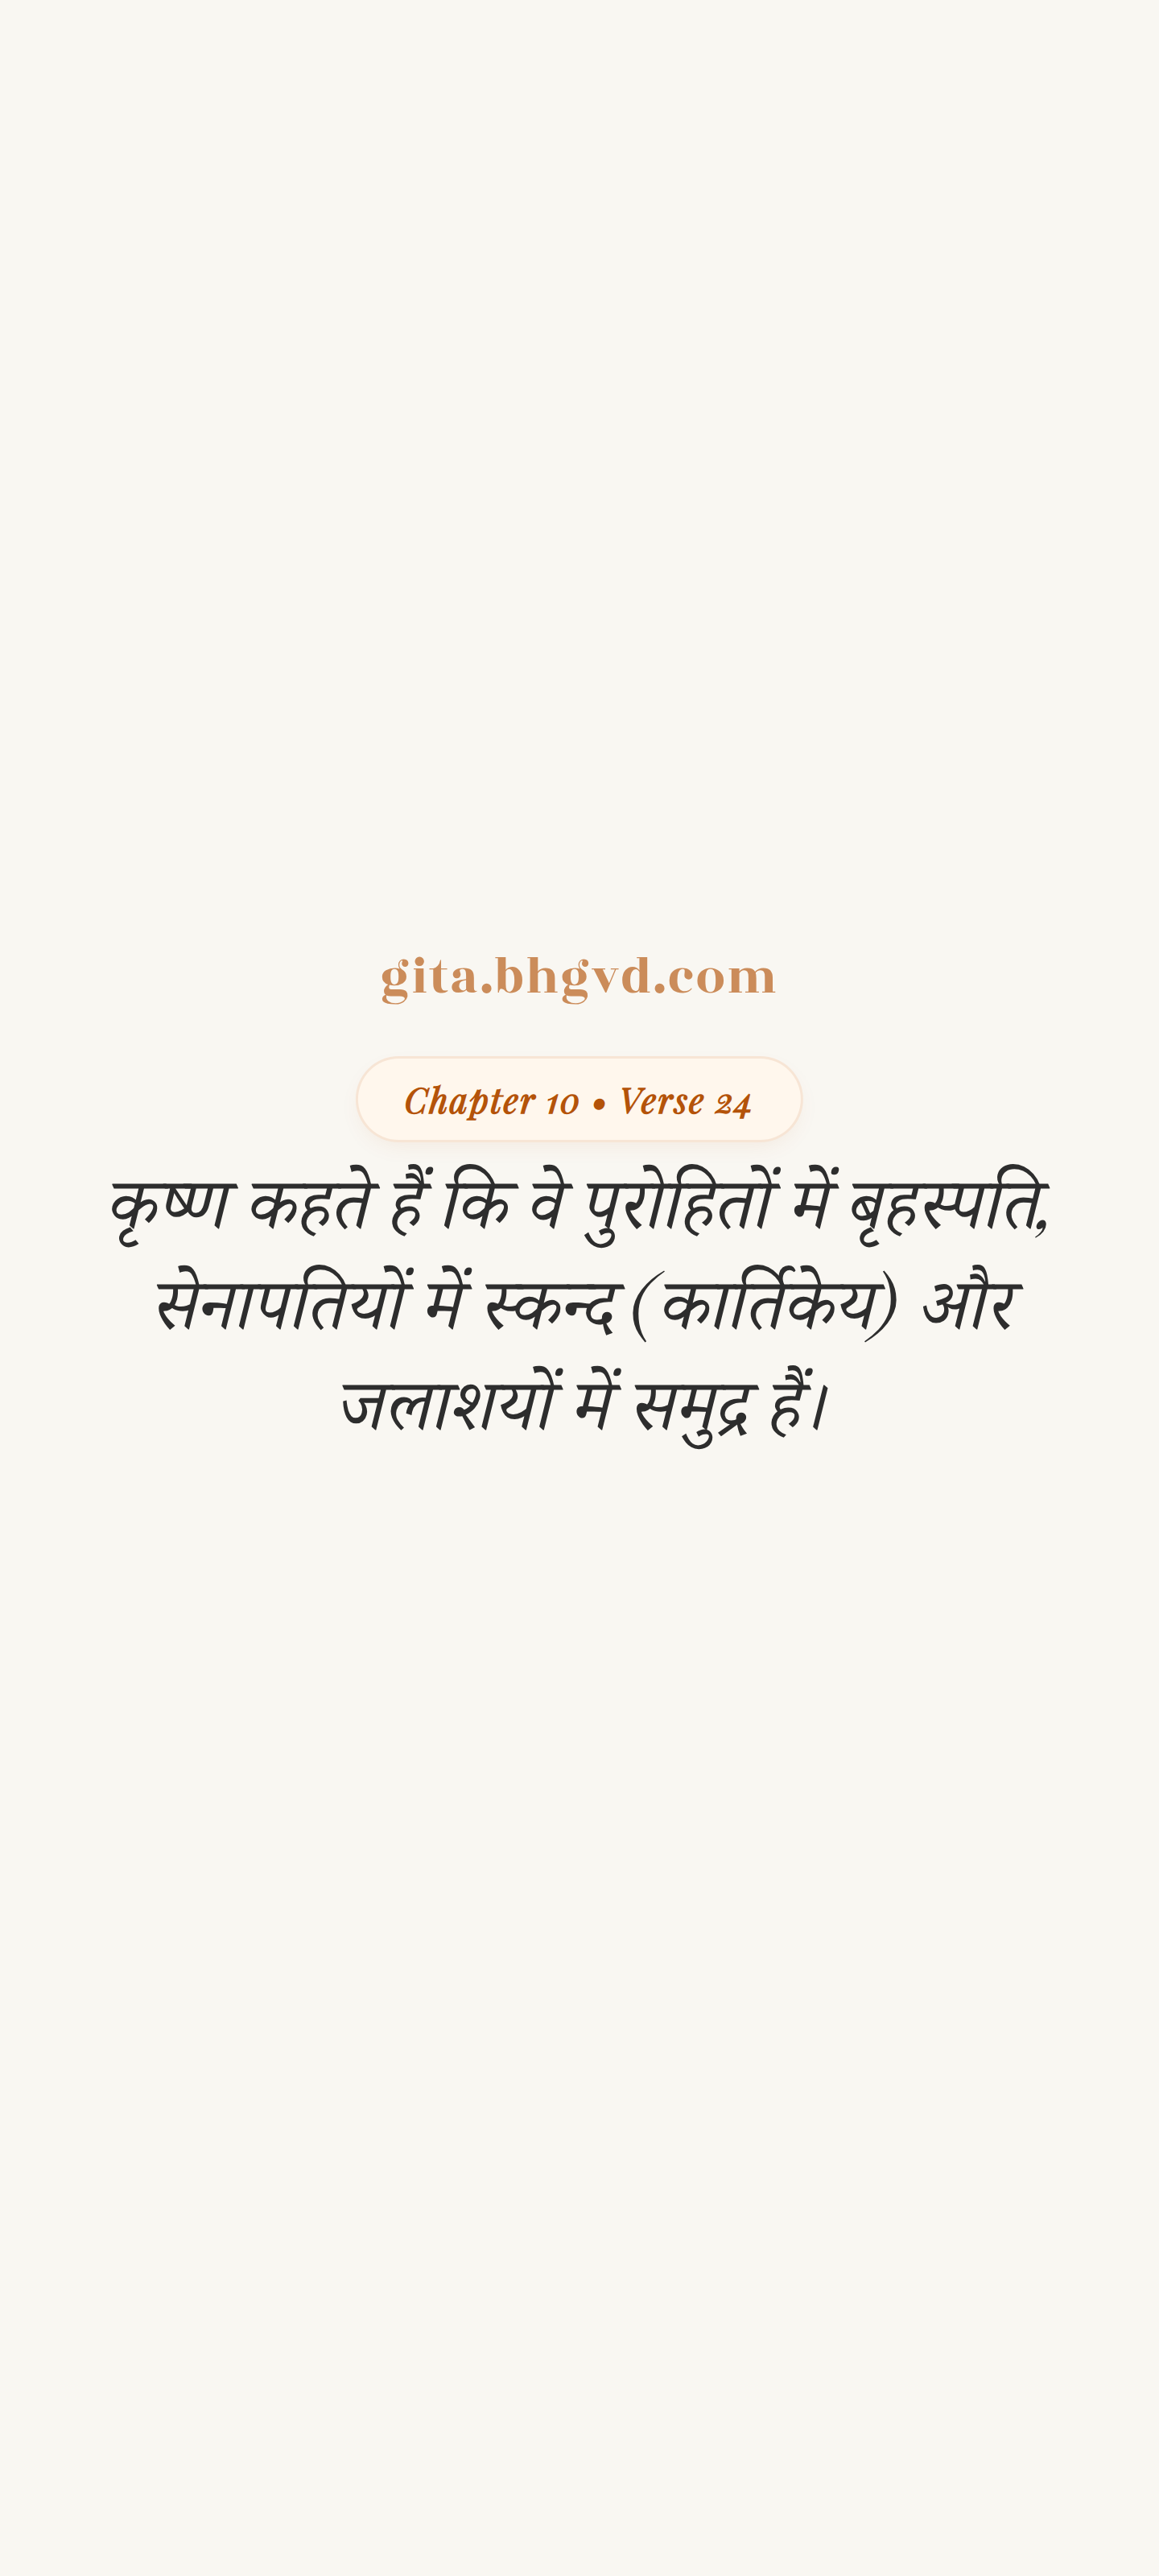 gita.bhgvd.com
Chapter 10 • Verse 24
कृष्ण कहते हैं कि वे पुरोहितों में बृहस्पति,
सेनापतियों में स्कन्द (कार्तिकेय) और
जलाशयों में समुद्र हैं।